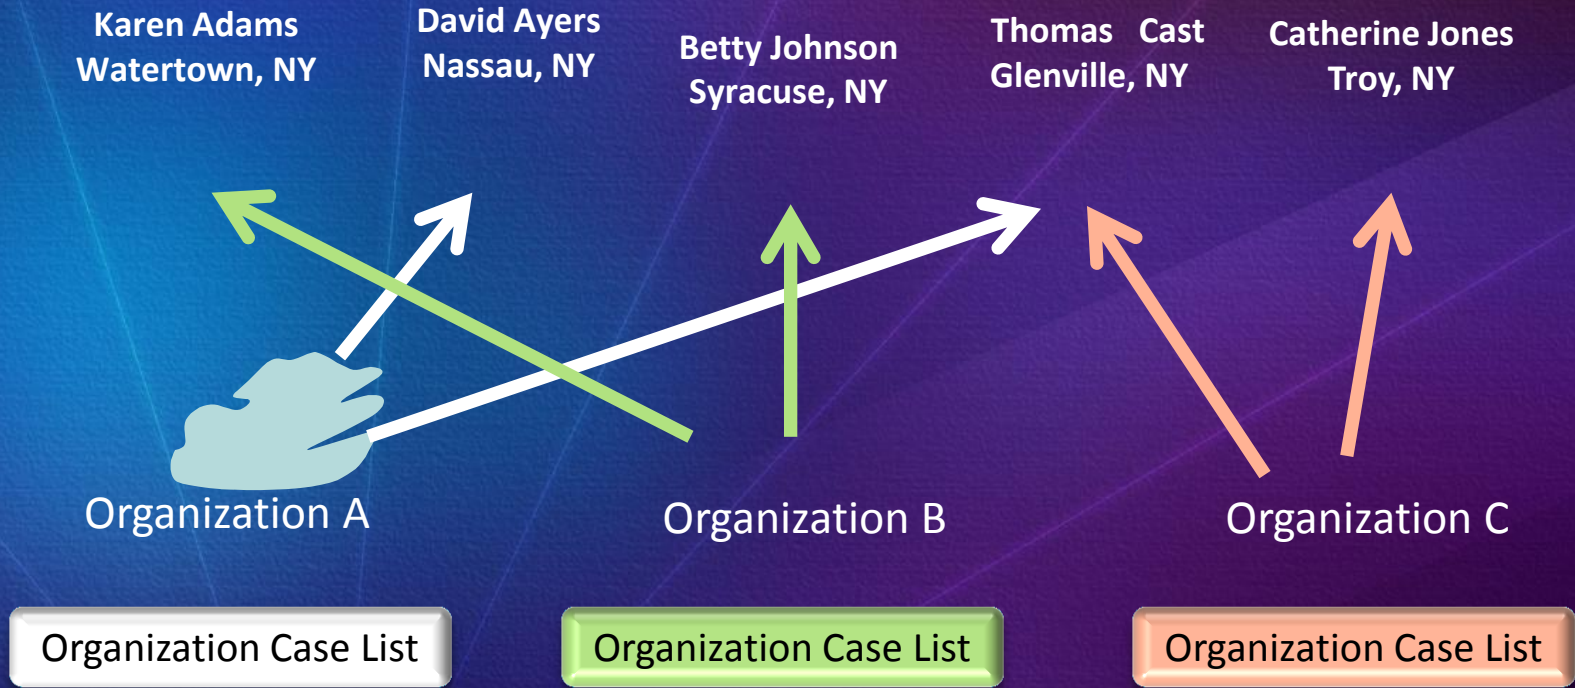 Karen Adams
Watertown, NY
David Ayers
Nassau, NY
Betty Johnson
Syracuse, NY
Thomas Cast
Glenville, NY
Catherine Jones
Troy, NY
Organization A
Organization B
Organization C
Organization Case List
Organization Case List
Organization Case List